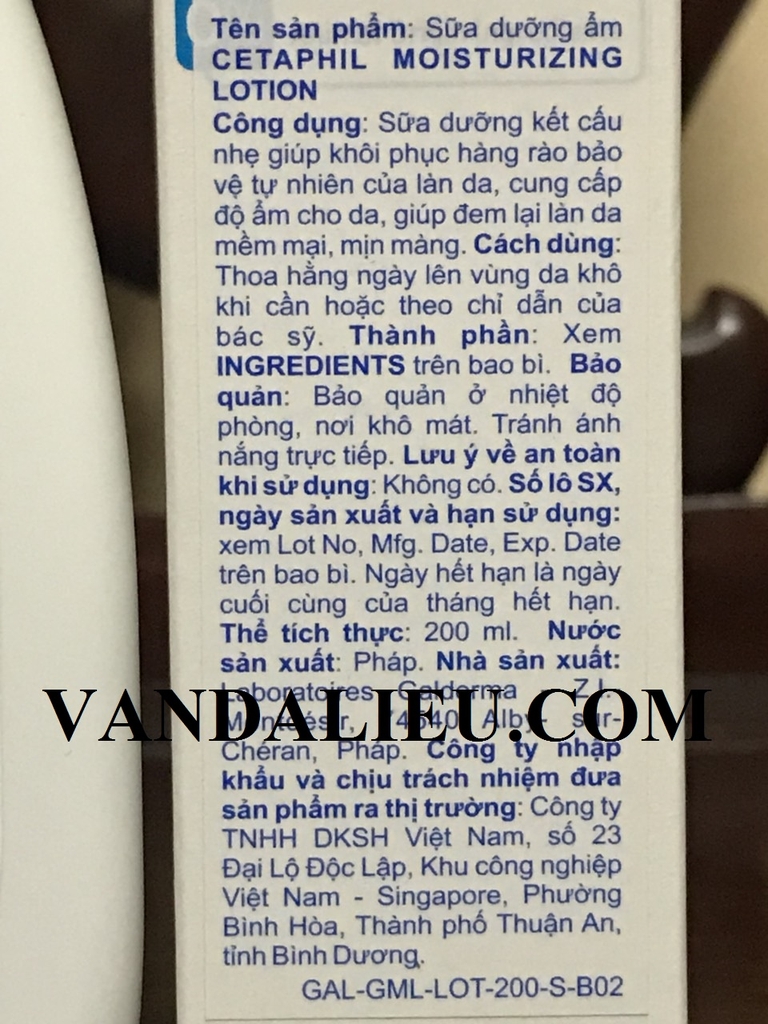 Tên sản phẩm: Sữa dưỡng ẩm
CETAPHIL MOISTURIZING
LOTION
Công dụng: Sữa dưỡng kết cấu
nhẹ giúp khôi phục hàng rào bảo
vệ tự nhiên của làn da, cung cấp
độ ẩm cho da, giúp đem lại làn da
mềm mại, mịn màng. Cách dùng:
Thoa hằng ngày lên vùng da khô
khi cần hoặc theo chỉ dẫn của
bác sỹ. Thành phần: Xem
INGREDIENTS trên bao bì. Bảo
quản: Bảo quản ở nhiệt độ
phòng, nơi khô mát. Tránh ánh
nắng trực tiếp. Lưu ý về an toàn
khi sử dụng: Không có. Số lô SX,
ngày sản xuất và hạn sử dụng:
xem Lot No, Mfg. Date, Exp. Date
trên bao bì. Ngày hết hạn là ngày
cuối cùng của tháng hết hạn.
Thể tích thực: 200 ml. Nước
sản xuất: Pháp. Nhà sản xuất:
Laboratoires Galderma - Z.I.
VANDALIEU.COM
74540 Alby- sur-
Chéran, Pháp. Công ty nhập
khẩu và chịu trách nhiệm đưa
sản phẩm ra thị trường: Công ty
TNHH DKSH Việt Nam, số 23
Đại Lộ Độc Lập, Khu công nghiệp
Việt Nam - Singapore, Phường
Bình Hòa, Thành phố Thuận An,
tỉnh Bình Dương.
GAL-GML-LOT-200-S-B02